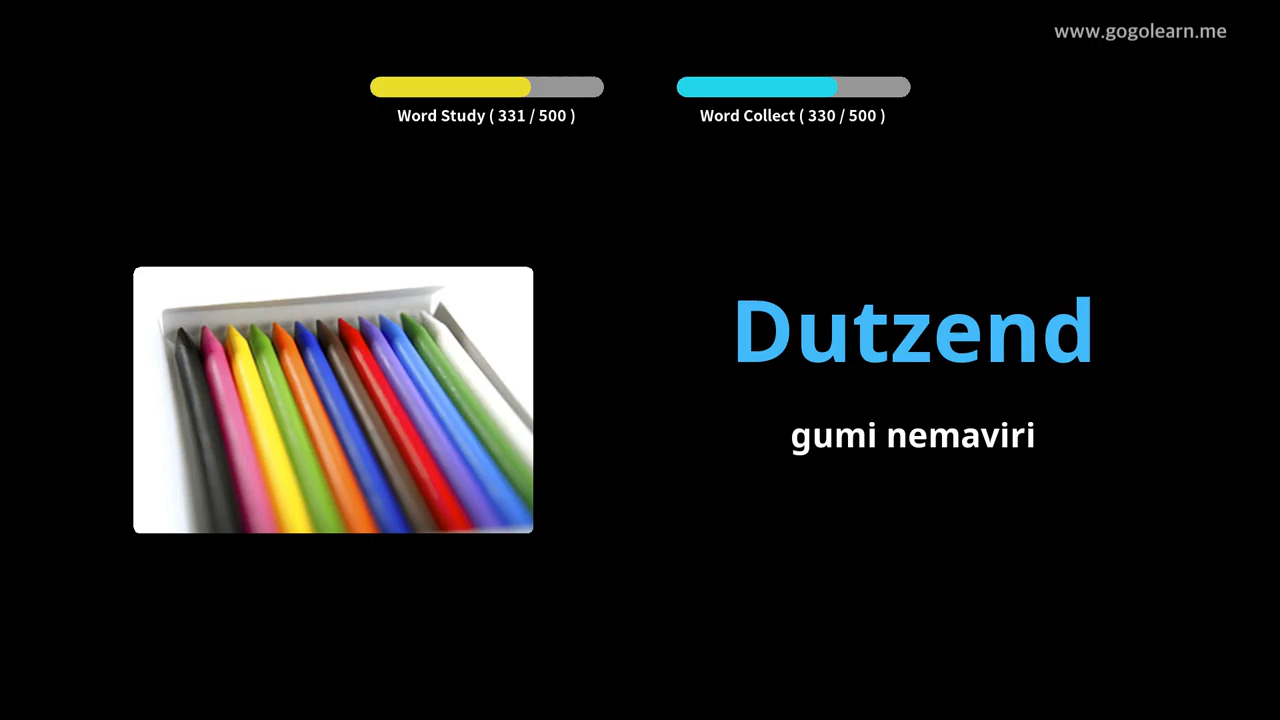 www.gogolearn.me
Word Study ( 331 / 500 )
Word Collect ( 330 / 500 )
Dutzend
gumi nemaviri